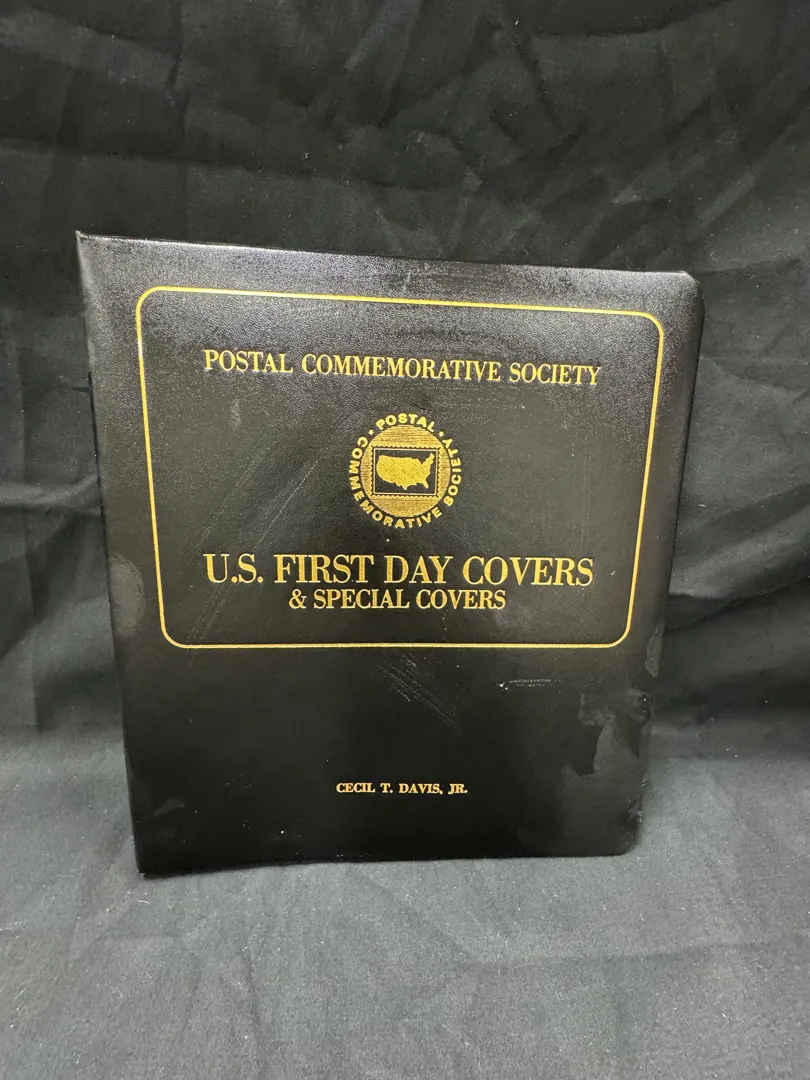 POSTAL COMMEMORATIVE SOCIETY
• POSTAL • COMMEMORATIVE SOCIETY
U.S. FIRST DAY COVERS
& SPECIAL COVERS
CECIL T. DAVIS, JR.